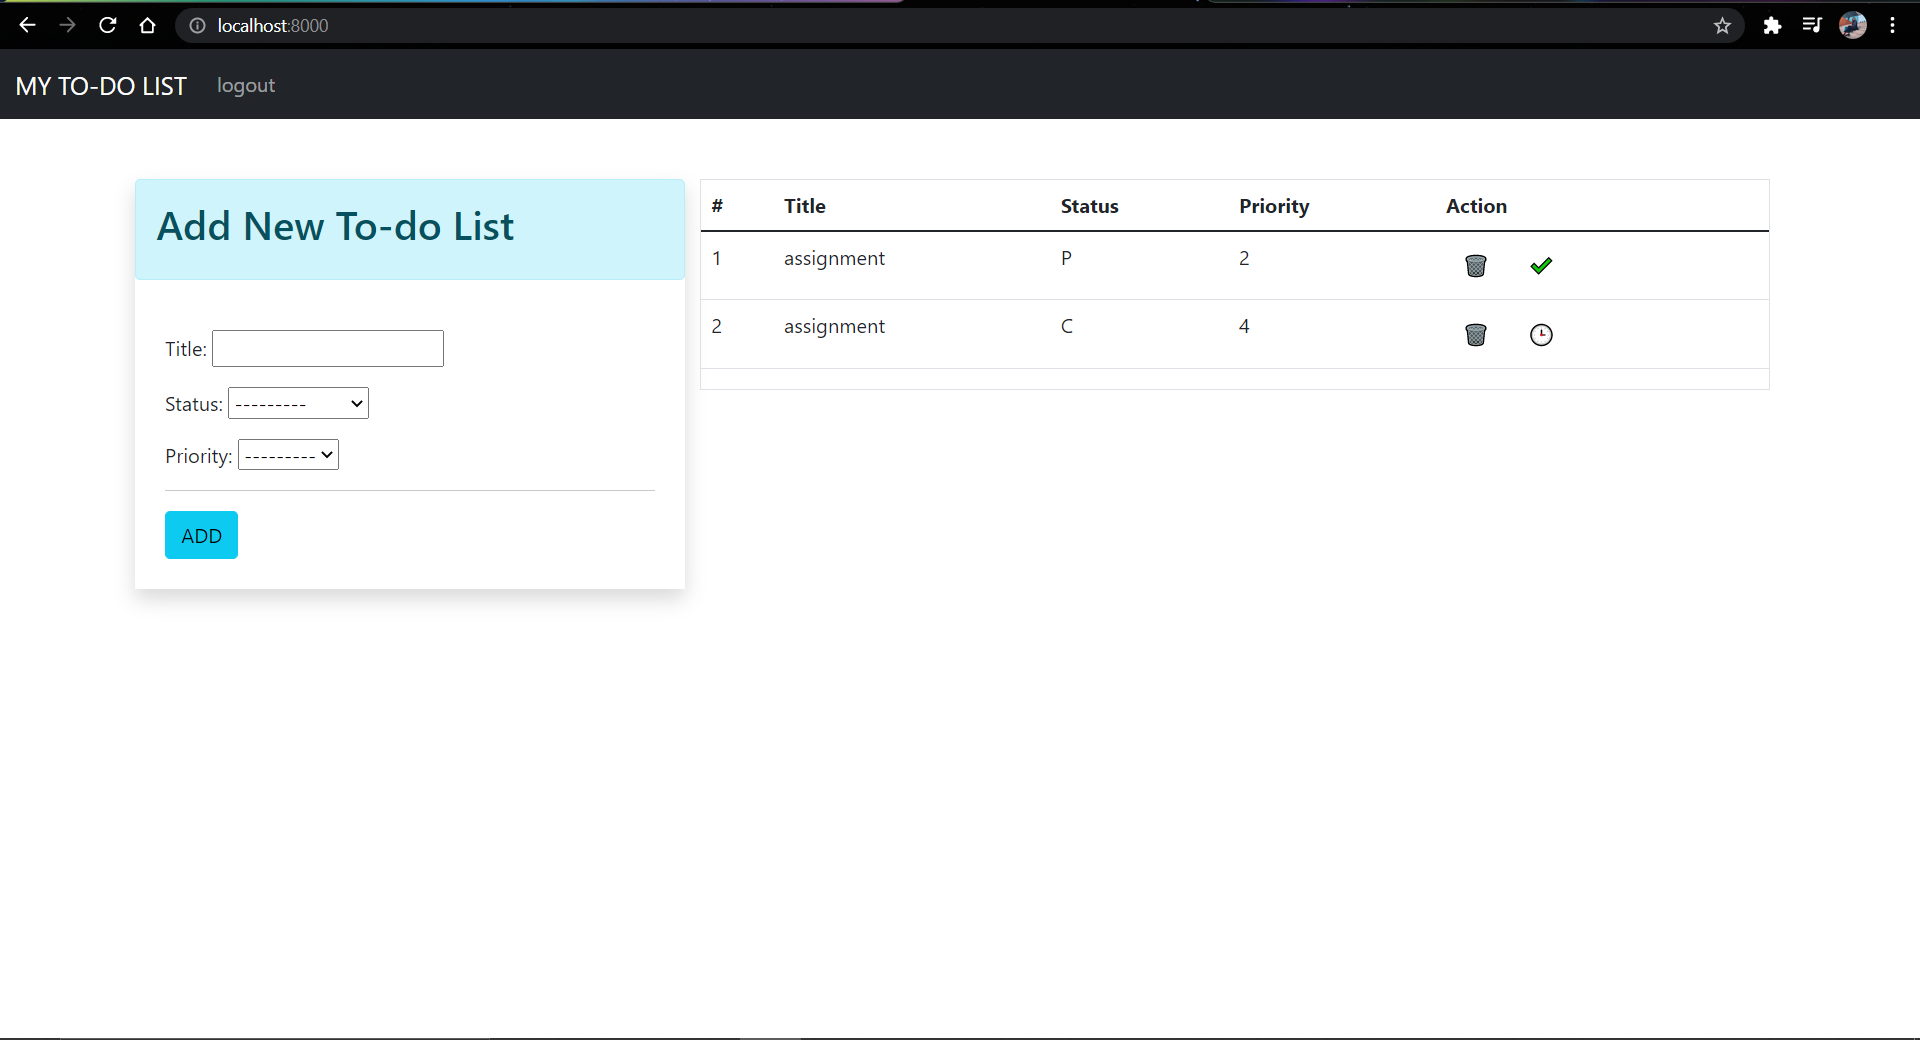 localhost:8000
MY TO-DO LIST logout
Add New To-do List
Title:
Status: ---------
Priority: ---------
ADD
# Title Status Priority Action
1 assignment P 2
2 assignment C 4